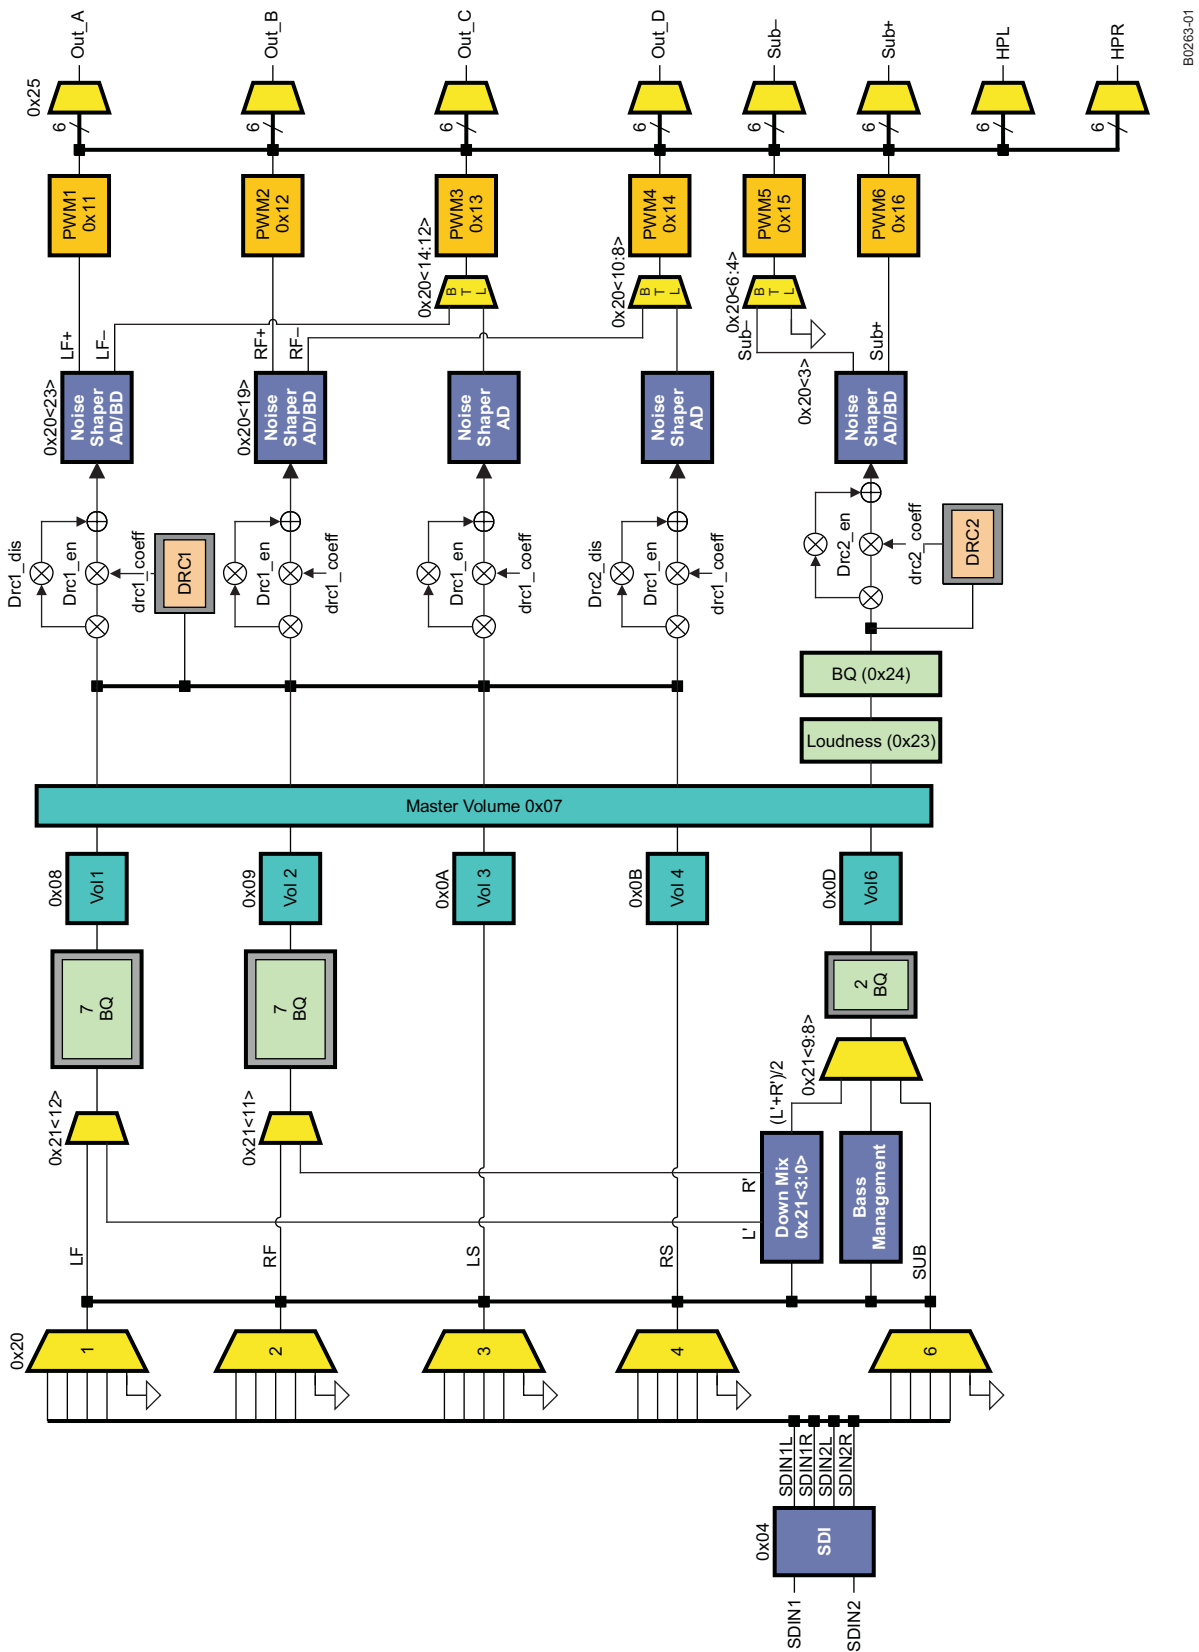 SDIN1
SDIN2
0x04
SDI
SDIN1L
SDIN1R
SDIN2L
SDIN2R
0x20
1
2
3
4
6
LF
RF
LS
RS
SUB
L'
R'
Down Mix
0x21<3:0>
Bass
Management
(L'+R')/2
0x21<12>
0x21<11>
0x21<9:8>
7
BQ
7
BQ
2
BQ
0x08
Vol1
0x09
Vol 2
0x0A
Vol 3
0x0B
Vol 4
0x0D
Vol6
Master Volume 0x07
Loudness (0x23)
BQ (0x24)
Drc1_dis
Drc1_en
drc1_coeff
DRC1
Drc1_en
drc1_coeff
Drc1_en
drc1_coeff
Drc2_dis
Drc1_en
drc1_coeff
Drc2_en
drc2_coeff
DRC2
0x20<23>
Noise
Shaper
AD/BD
0x20<19>
Noise
Shaper
AD/BD
Noise
Shaper
AD
Noise
Shaper
AD
0x20<3>
Noise
Shaper
AD/BD
LF+
LF–
RF+
RF–
Sub–
Sub+
0x20<14:12>
B
T
L
0x20<10:8>
B
T
L
0x20<6:4>
B
T
L
PWM1
0x11
PWM2
0x12
PWM3
0x13
PWM4
0x14
PWM5
0x15
PWM6
0x16
0x25
6
6
6
6
6
6
6
6
Out_A
Out_B
Out_C
Out_D
Sub–
Sub+
HPL
HPR
B0263-01